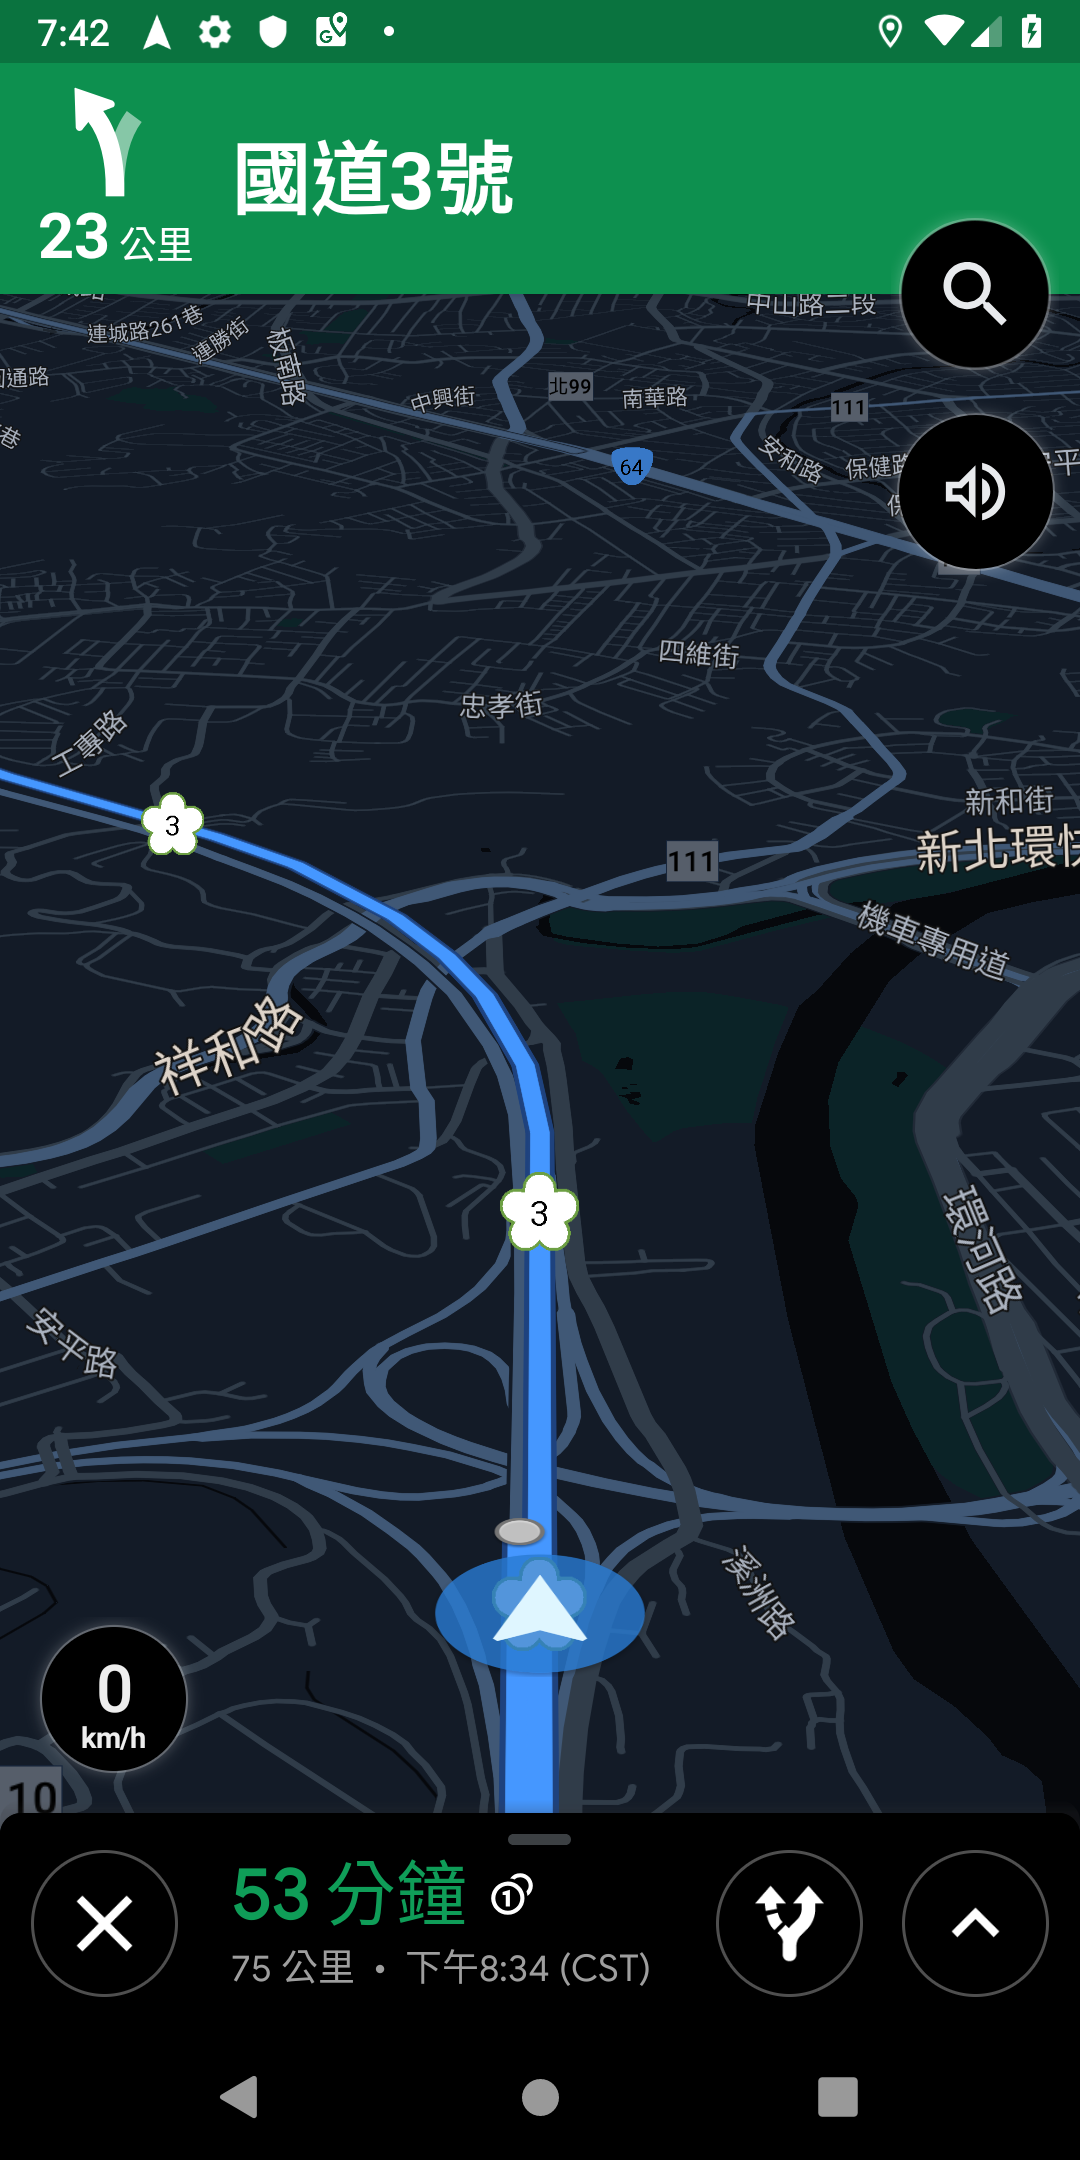 7:42
國道3號
23 公里
中山路二段
連城路261巷
連勝街
板南路
中興街
北99
南華路
111
64
安和路
四維街
忠孝街
工專路
3
新和街
111
新北環快
機車專用道
祥和路
3
環河路
安平路
溪洲路
0
km/h
10
53 分鐘
75 公里 • 下午8:34 (CST)